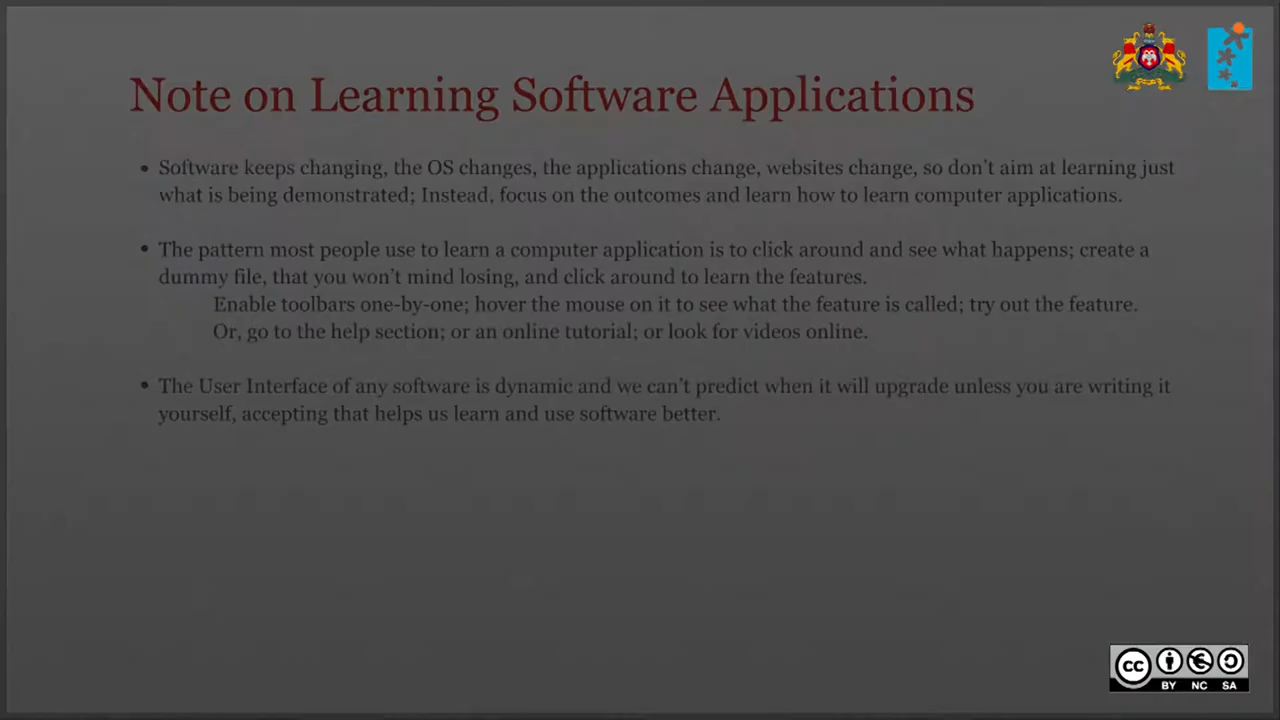 Note on Learning Software Applications
• Software keeps changing, the OS changes, the applications change, websites change, so don't aim at learning just
what is being demonstrated; Instead, focus on the outcomes and learn how to learn computer applications.
• The pattern most people use to learn a computer application is to click around and see what happens; create a
dummy file, that you won't mind losing, and click around to learn the features.
Enable toolbars one-by-one; hover the mouse on it to see what the feature is called; try out the feature.
Or, go to the help section; or an online tutorial; or look for videos online.
• The User Interface of any software is dynamic and we can't predict when it will upgrade unless you are writing it
yourself, accepting that helps us learn and use software better.
cc
BY NC SA